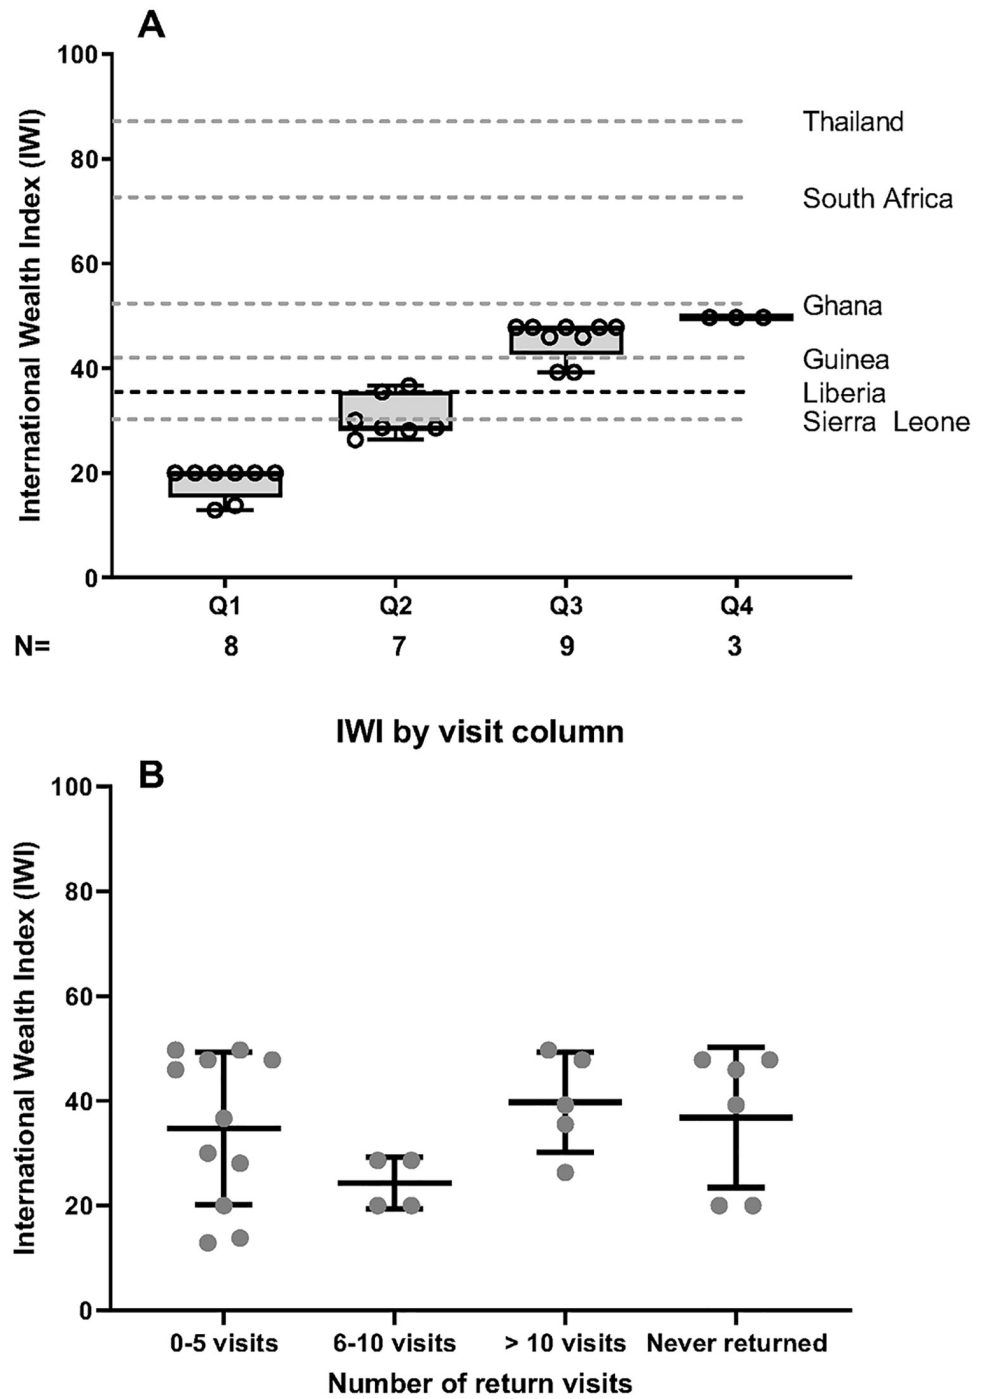 A
International Wealth Index (IWI)
100
80
60
40
20
0
Thailand
South Africa
Ghana
Guinea
Liberia
Sierra Leone
Q1 Q2 Q3 Q4
N= 8 7 9 3
IWI by visit column
B
International Wealth Index (IWI)
100
80
60
40
20
0
0-5 visits 6-10 visits > 10 visits Never returned
Number of return visits